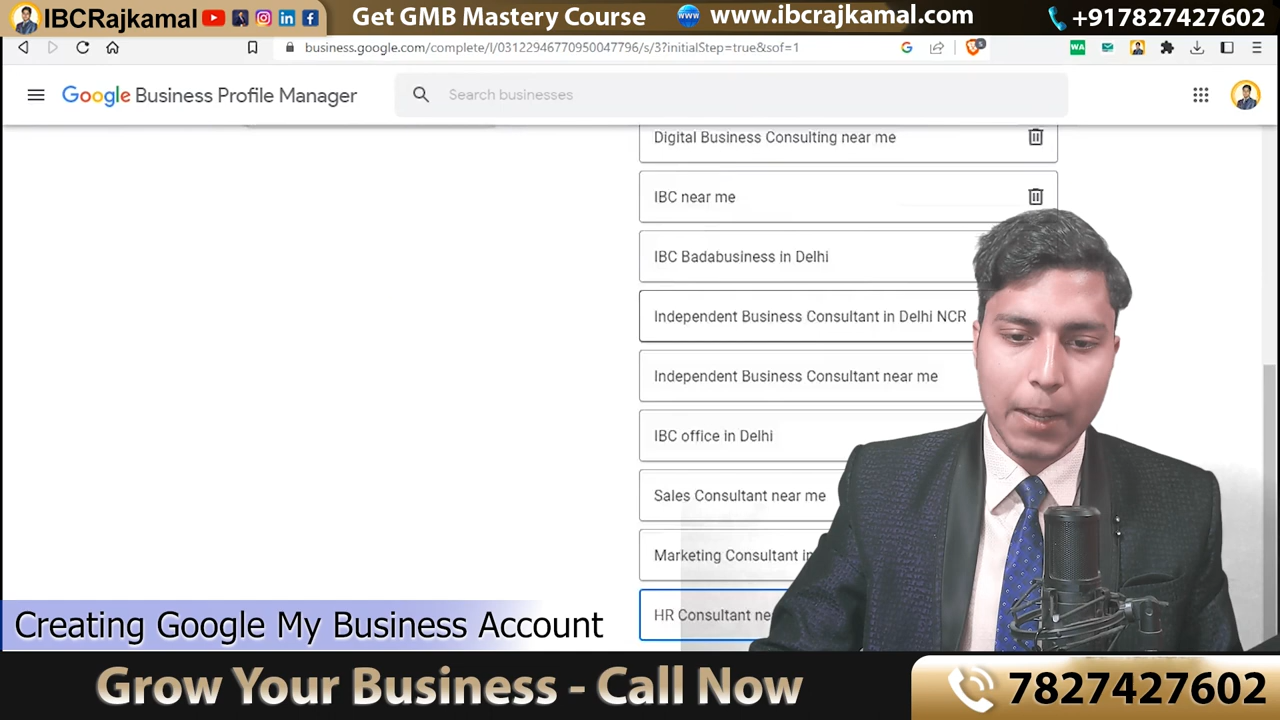 IBCRajkamal
Get GMB Mastery Course
www.ibcrajkamal.com
+917827427602
business.google.com/complete/l/03122946770950047796/s/3?initialStep=true&sof=1
Google Business Profile Manager
Search businesses
Digital Business Consulting near me
IBC near me
IBC Badabusiness in Delhi
Independent Business Consultant in Delhi NCR
Independent Business Consultant near me
IBC office in Delhi
Sales Consultant near me
Marketing Consultant
HR Consultant
Creating Google My Business Account
Grow Your Business - Call Now
7827427602